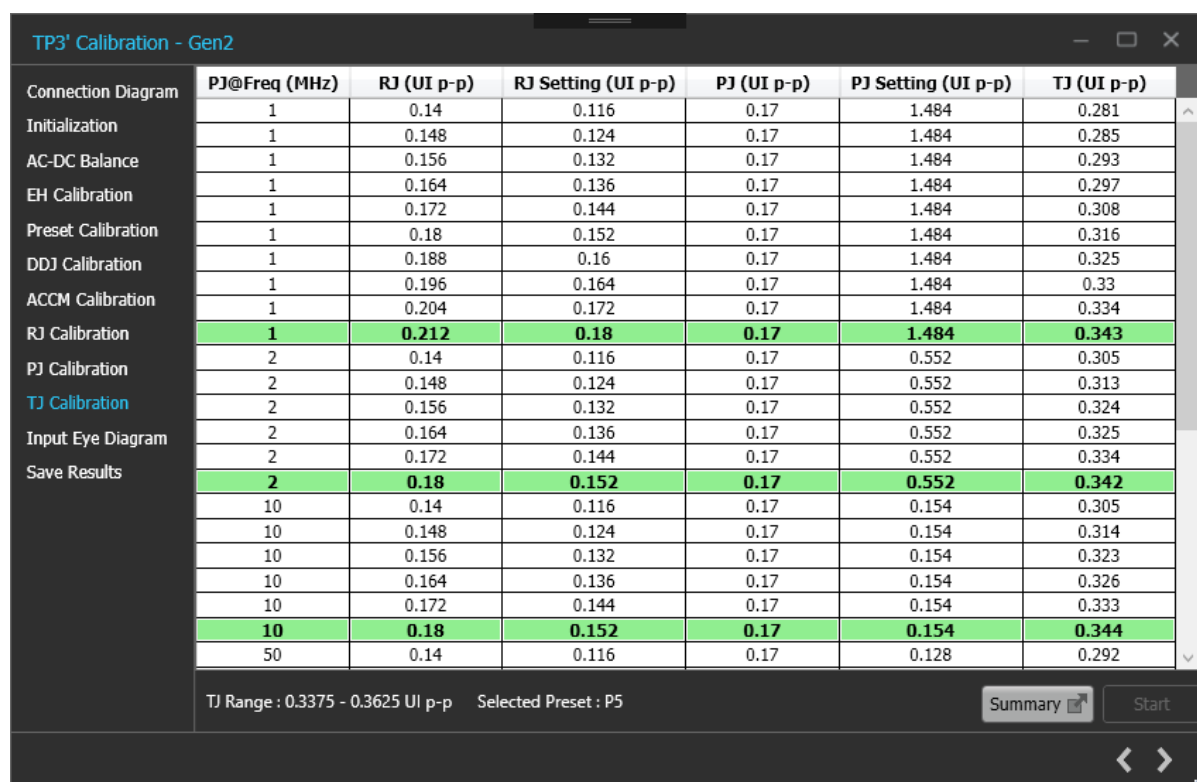 TP3' Calibration - Gen2
Connection Diagram
Initialization
AC-DC Balance
EH Calibration
Preset Calibration
DDJ Calibration
ACCM Calibration
RJ Calibration
PJ Calibration
TJ Calibration
Input Eye Diagram
Save Results
PJ@Freq (MHz) RJ (UI p-p) RJ Setting (UI p-p) PJ (UI p-p) PJ Setting (UI p-p) TJ (UI p-p)
1 0.14 0.116 0.17 1.484 0.281
1 0.148 0.124 0.17 1.484 0.285
1 0.156 0.132 0.17 1.484 0.293
1 0.164 0.136 0.17 1.484 0.297
1 0.172 0.144 0.17 1.484 0.308
1 0.18 0.152 0.17 1.484 0.316
1 0.188 0.16 0.17 1.484 0.325
1 0.196 0.164 0.17 1.484 0.33
1 0.204 0.172 0.17 1.484 0.334
1 0.212 0.18 0.17 1.484 0.343
2 0.14 0.116 0.17 0.552 0.305
2 0.148 0.124 0.17 0.552 0.313
2 0.156 0.132 0.17 0.552 0.324
2 0.164 0.136 0.17 0.552 0.325
2 0.172 0.144 0.17 0.552 0.334
2 0.18 0.152 0.17 0.552 0.342
10 0.14 0.116 0.17 0.154 0.305
10 0.148 0.124 0.17 0.154 0.314
10 0.156 0.132 0.17 0.154 0.323
10 0.164 0.136 0.17 0.154 0.326
10 0.172 0.144 0.17 0.154 0.333
10 0.18 0.152 0.17 0.154 0.344
50 0.14 0.116 0.17 0.128 0.292
TJ Range : 0.3375 - 0.3625 UI p-p Selected Preset : P5
Summary
Start